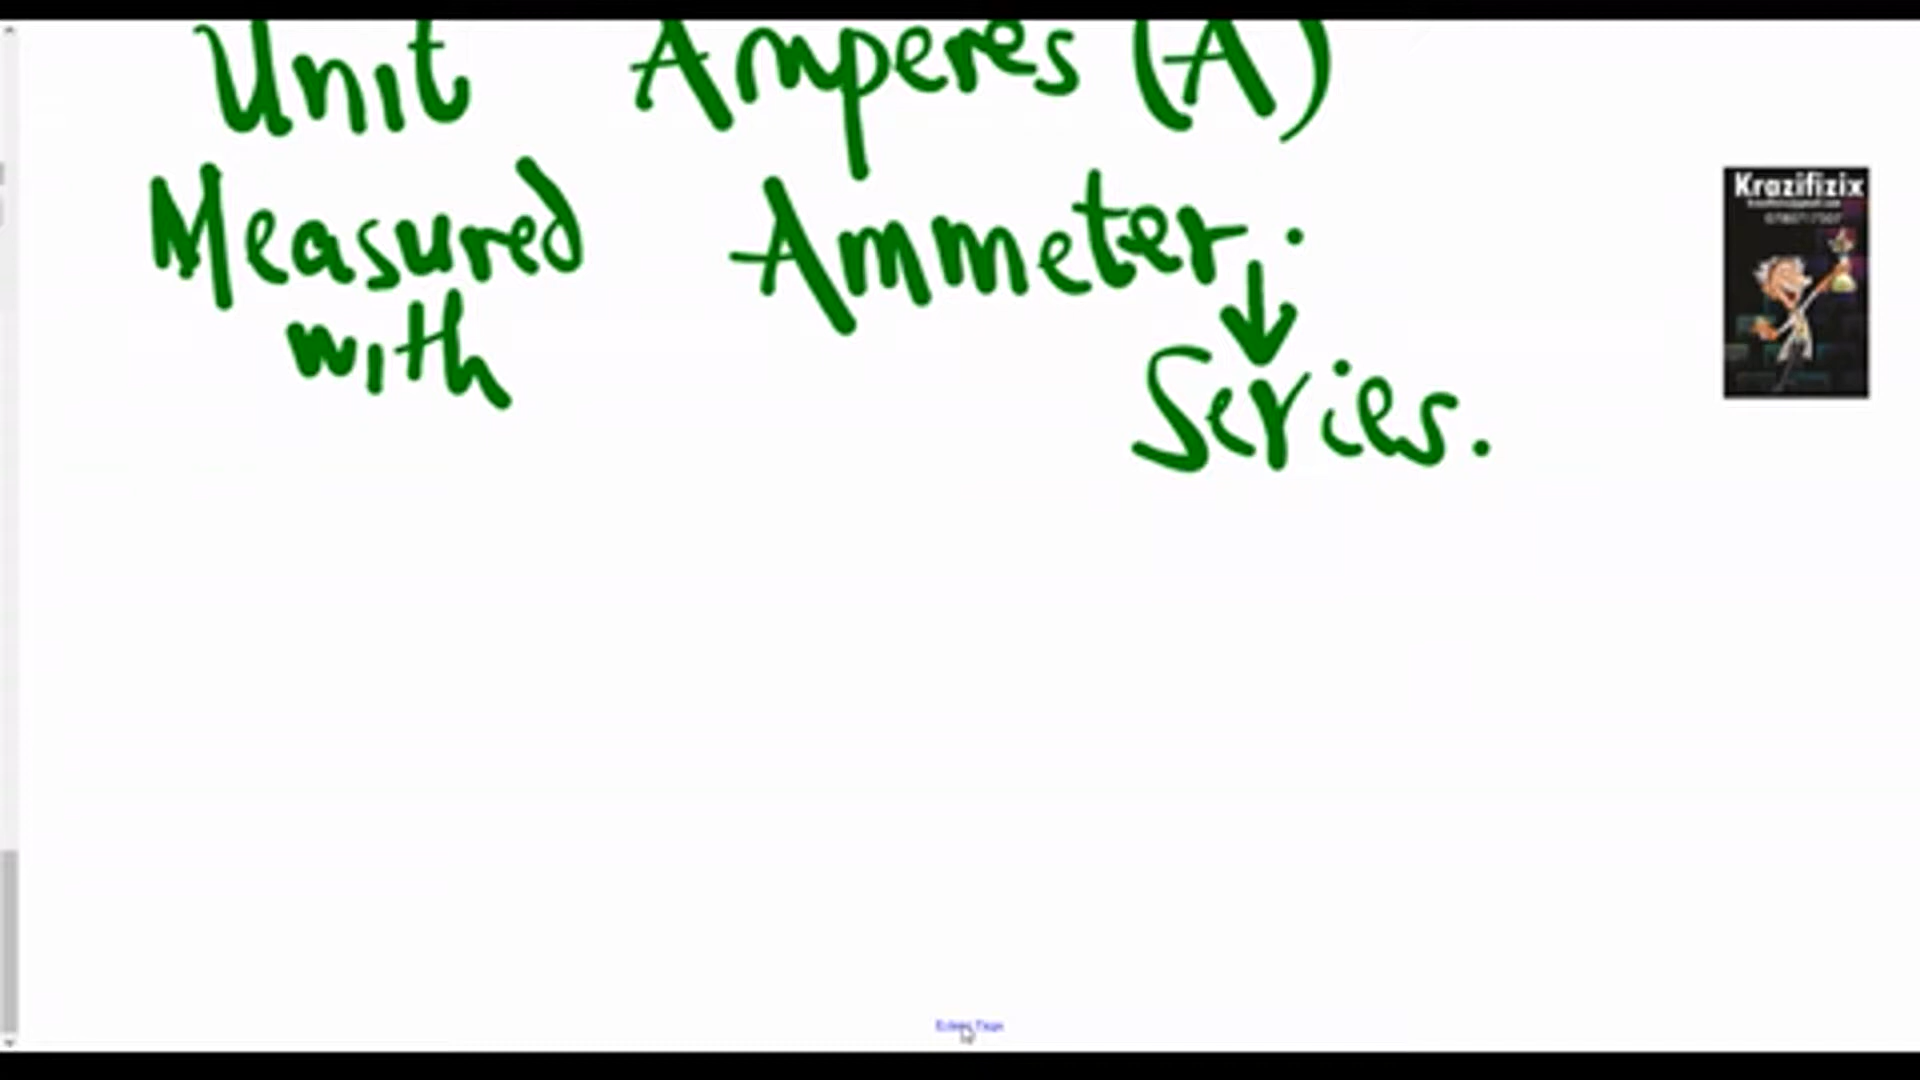 Unit Amperes (A)
Measured Ammeter.
with
Series.
Krazifizix